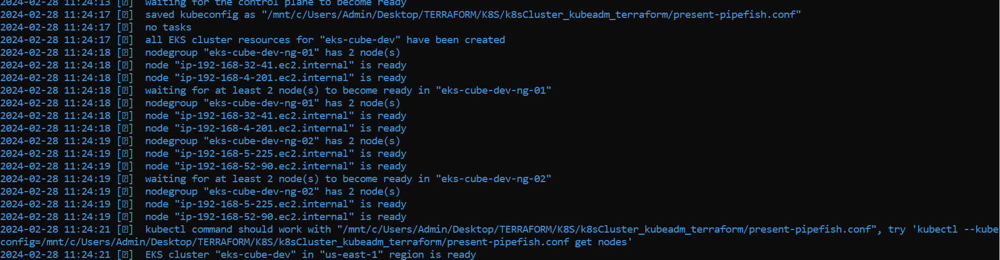 2024-02-28 11:24:13 [⍰]  waiting for the control plane to become ready
2024-02-28 11:24:17 [⍰]  saved kubeconfig as "/mnt/c/Users/Admin/Desktop/TERRAFORM/K8S/k8sCluster_kubeadm_terraform/present-pipefish.conf"
2024-02-28 11:24:17 [⍰]  no tasks
2024-02-28 11:24:17 [⍰]  all EKS cluster resources for "eks-cube-dev" have been created
2024-02-28 11:24:18 [⍰]  nodegroup "eks-cube-dev-ng-01" has 2 node(s)
2024-02-28 11:24:18 [⍰]  node "ip-192-168-32-41.ec2.internal" is ready
2024-02-28 11:24:18 [⍰]  node "ip-192-168-4-201.ec2.internal" is ready
2024-02-28 11:24:18 [⍰]  waiting for at least 2 node(s) to become ready in "eks-cube-dev-ng-01"
2024-02-28 11:24:18 [⍰]  nodegroup "eks-cube-dev-ng-01" has 2 node(s)
2024-02-28 11:24:18 [⍰]  node "ip-192-168-32-41.ec2.internal" is ready
2024-02-28 11:24:18 [⍰]  node "ip-192-168-4-201.ec2.internal" is ready
2024-02-28 11:24:19 [⍰]  nodegroup "eks-cube-dev-ng-02" has 2 node(s)
2024-02-28 11:24:19 [⍰]  node "ip-192-168-5-225.ec2.internal" is ready
2024-02-28 11:24:19 [⍰]  node "ip-192-168-52-90.ec2.internal" is ready
2024-02-28 11:24:19 [⍰]  waiting for at least 2 node(s) to become ready in "eks-cube-dev-ng-02"
2024-02-28 11:24:19 [⍰]  nodegroup "eks-cube-dev-ng-02" has 2 node(s)
2024-02-28 11:24:19 [⍰]  node "ip-192-168-5-225.ec2.internal" is ready
2024-02-28 11:24:19 [⍰]  node "ip-192-168-52-90.ec2.internal" is ready
2024-02-28 11:24:21 [⍰]  kubectl command should work with "/mnt/c/Users/Admin/Desktop/TERRAFORM/K8S/k8sCluster_kubeadm_terraform/present-pipefish.conf", try 'kubectl --kube
config=/mnt/c/Users/Admin/Desktop/TERRAFORM/K8S/k8sCluster_kubeadm_terraform/present-pipefish.conf get nodes'
2024-02-28 11:24:21 [⍰]  EKS cluster "eks-cube-dev" in "us-east-1" region is ready